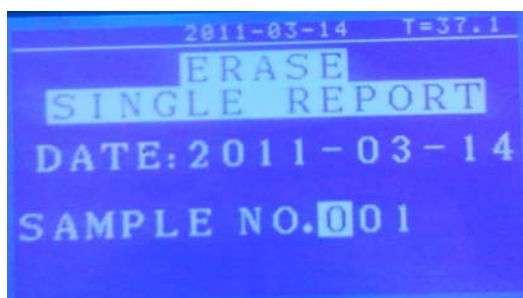 2011-03-14 T=37.1
ERASE
SINGLE REPORT
DATE:2011-03-14
SAMPLE NO.001